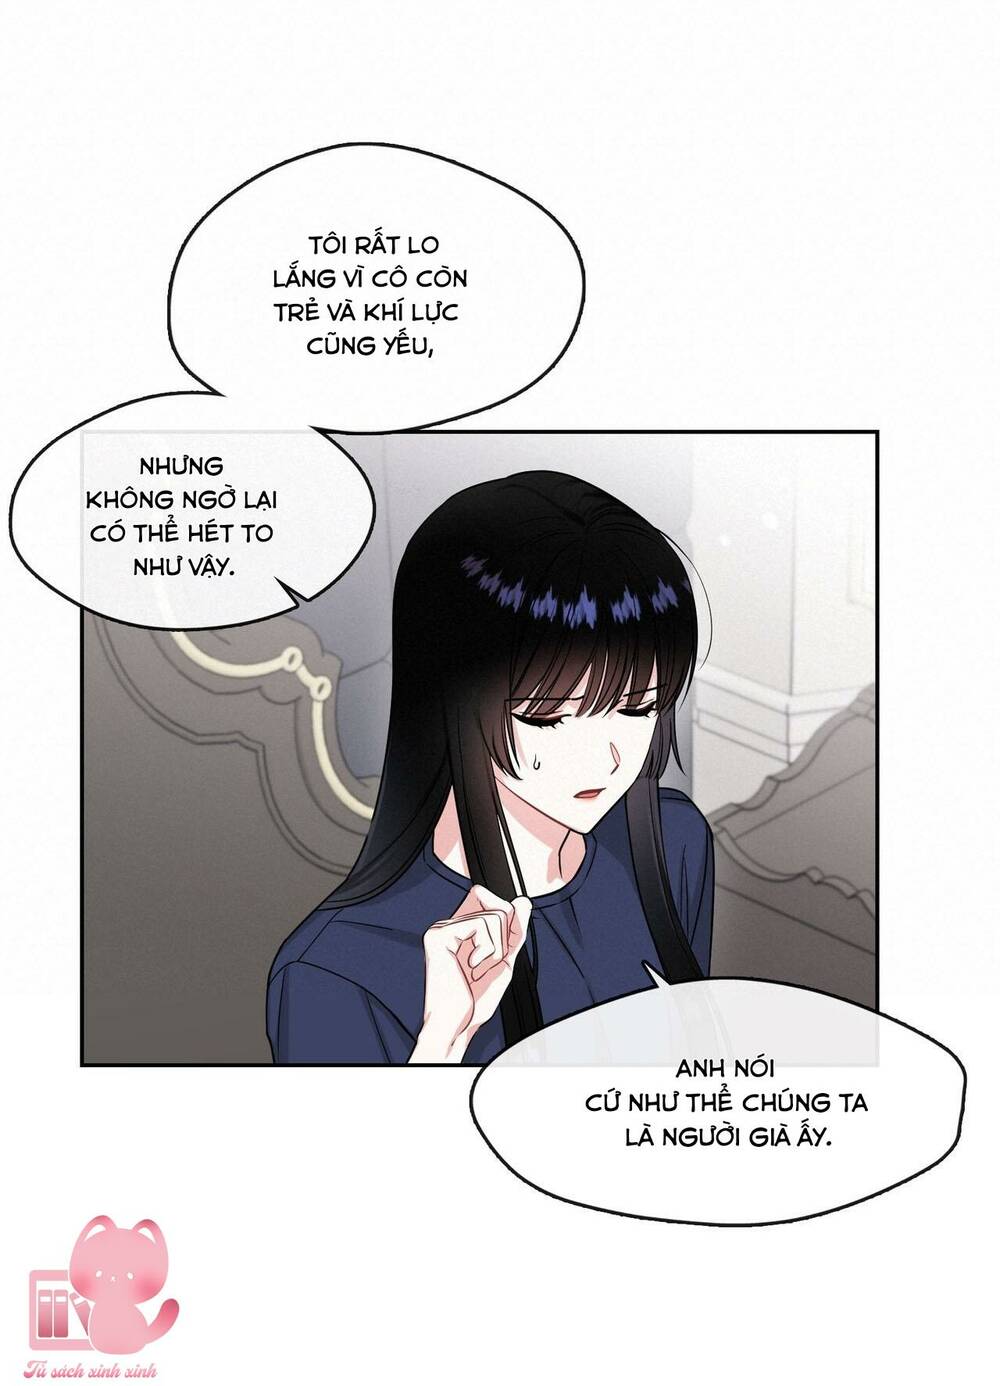 TÔI RẤT LO
LẮNG VÌ CÔ CÒN
TRẺ VÀ KHÍ LỰC
CŨNG YẾU,
NHƯNG
KHÔNG NGỜ LẠI
CÓ THỂ HÉT TO
NHƯ VẬY.
ANH NÓI
CỨ NHƯ THỂ CHÚNG TA
LÀ NGƯỜI GIÀ ẤY.
Tủ sách xinh xinh